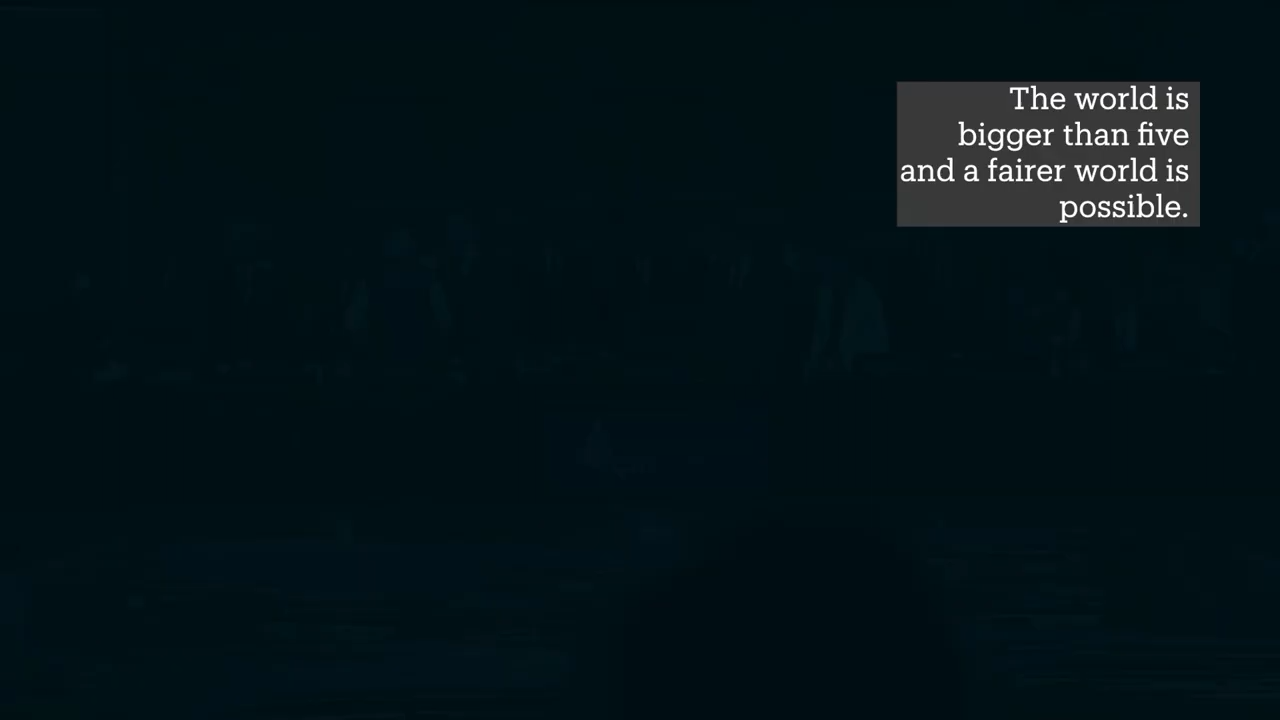 The world is
bigger than five
and a fairer world is
possible.